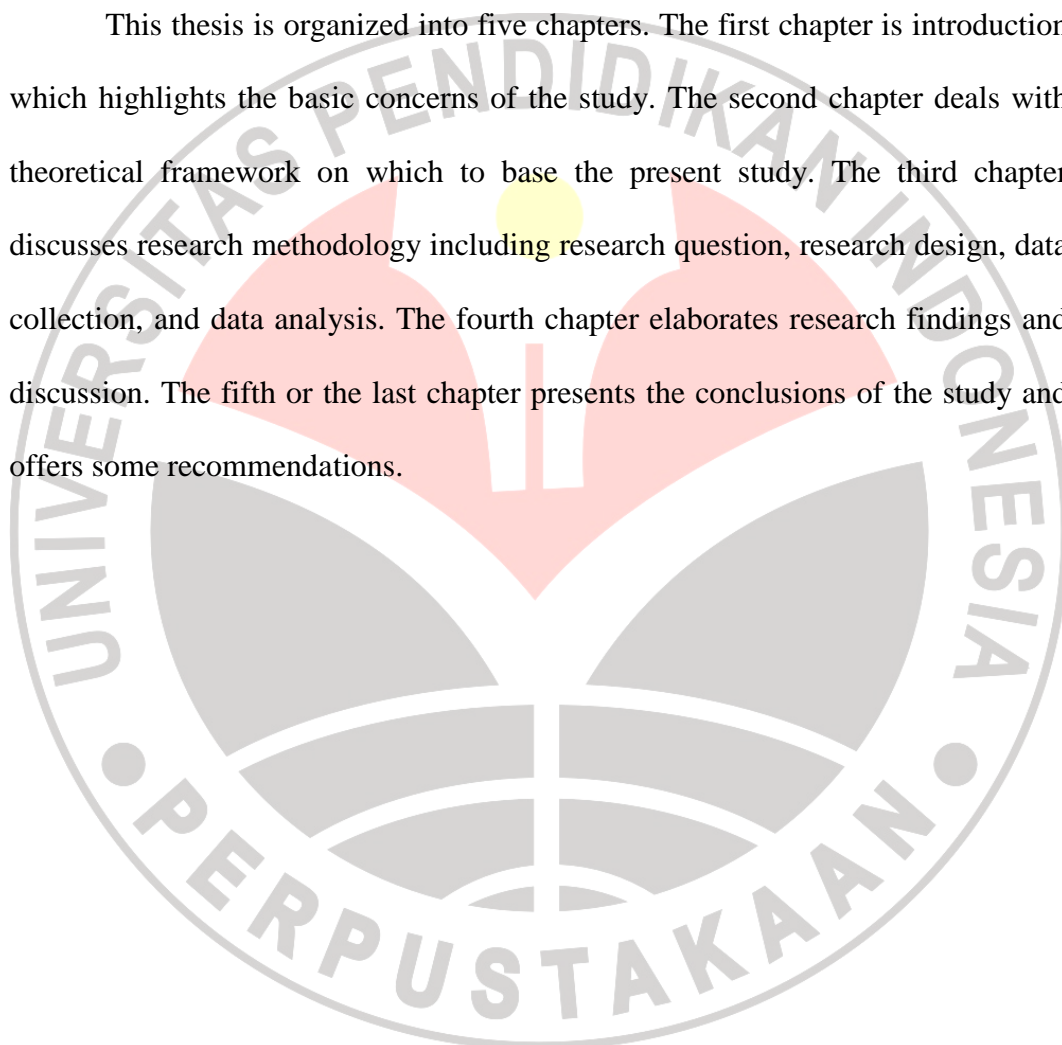 This thesis is organized into five chapters. The first chapter is introduction
which highlights the basic concerns of the study. The second chapter deals with
theoretical framework on which to base the present study. The third chapter
discusses research methodology including research question, research design, data
collection, and data analysis. The fourth chapter elaborates research findings and
discussion. The fifth or the last chapter presents the conclusions of the study and
offers some recommendations.
UNIVERSITAS PENDIDIKAN INDONESIA
PERPUSTAKAAN